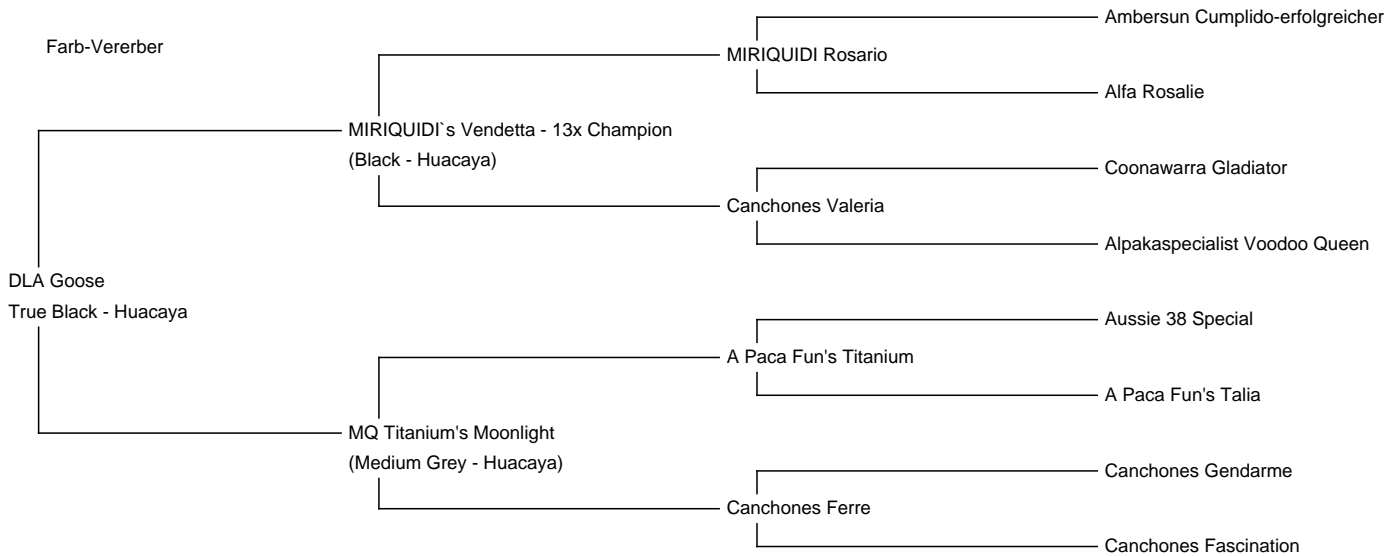 Farb-Vererber
DLA Goose
True Black - Huacaya
MIRIQUIDI`s Vendetta - 13x Champion
(Black - Huacaya)
MQ Titanium's Moonlight
(Medium Grey - Huacaya)
MIRIQUIDI Rosario
Canchones Valeria
A Paca Fun's Titanium
Canchones Ferre
Ambersun Cumplido-erfolgreicher
Alfa Rosalie
Coonawarra Gladiator
Alpakaspecialist Voodoo Queen
Aussie 38 Special
A Paca Fun's Talia
Canchones Gendarme
Canchones Fascination